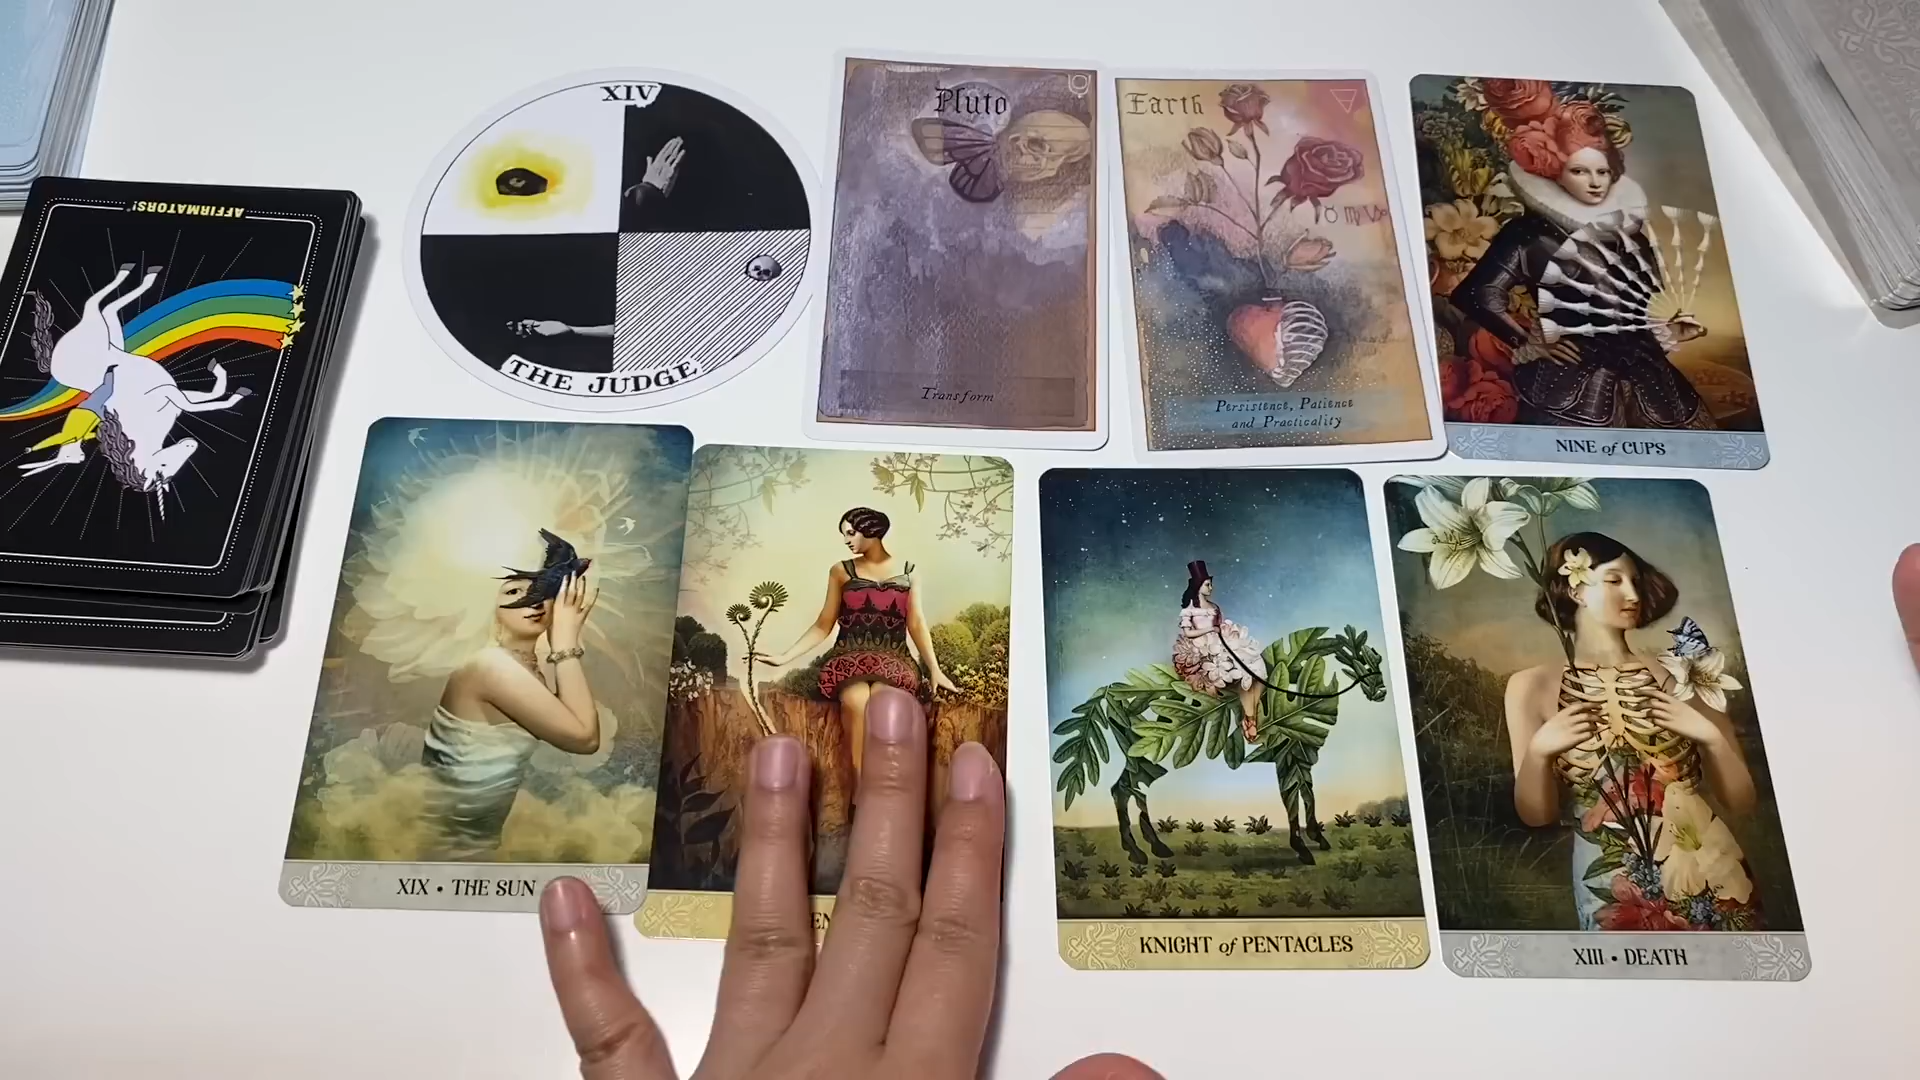 AFFIRMATORS!
XIV
THE JUDGE
Pluto
Transform
Earth
Persistence, Patience
and Practicality
NINE of CUPS
XIX • THE SUN
KNIGHT of PENTACLES
XIII • DEATH